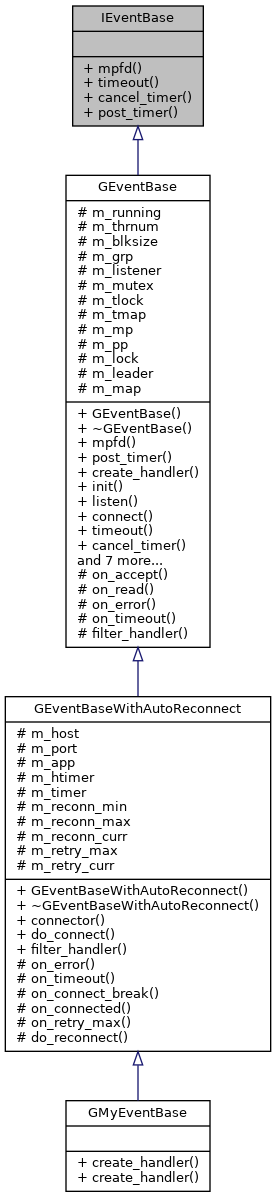 IEventBase
+ mpfd()
+ timeout()
+ cancel_timer()
+ post_timer()
GEventBase
# m_running
# m_thrnum
# m_blksize
# m_grp
# m_listener
# m_mutex
# m_tlock
# m_tmap
# m_mp
# m_pp
# m_lock
# m_leader
# m_map
+ GEventBase()
+ ~GEventBase()
+ mpfd()
+ post_timer()
+ create_handler()
+ init()
+ listen()
+ connect()
+ timeout()
+ cancel_timer()
and 7 more...
# on_accept()
# on_read()
# on_error()
# on_timeout()
# filter_handler()
GEventBaseWithAutoReconnect
# m_host
# m_port
# m_app
# m_htimer
# m_timer
# m_reconn_min
# m_reconn_max
# m_reconn_curr
# m_retry_max
# m_retry_curr
+ GEventBaseWithAutoReconnect()
+ ~GEventBaseWithAutoReconnect()
+ connector()
+ do_connect()
+ filter_handler()
# on_error()
# on_timeout()
# on_connect_break()
# on_connected()
# on_retry_max()
# do_reconnect()
GMyEventBase
+ create_handler()
+ create_handler()